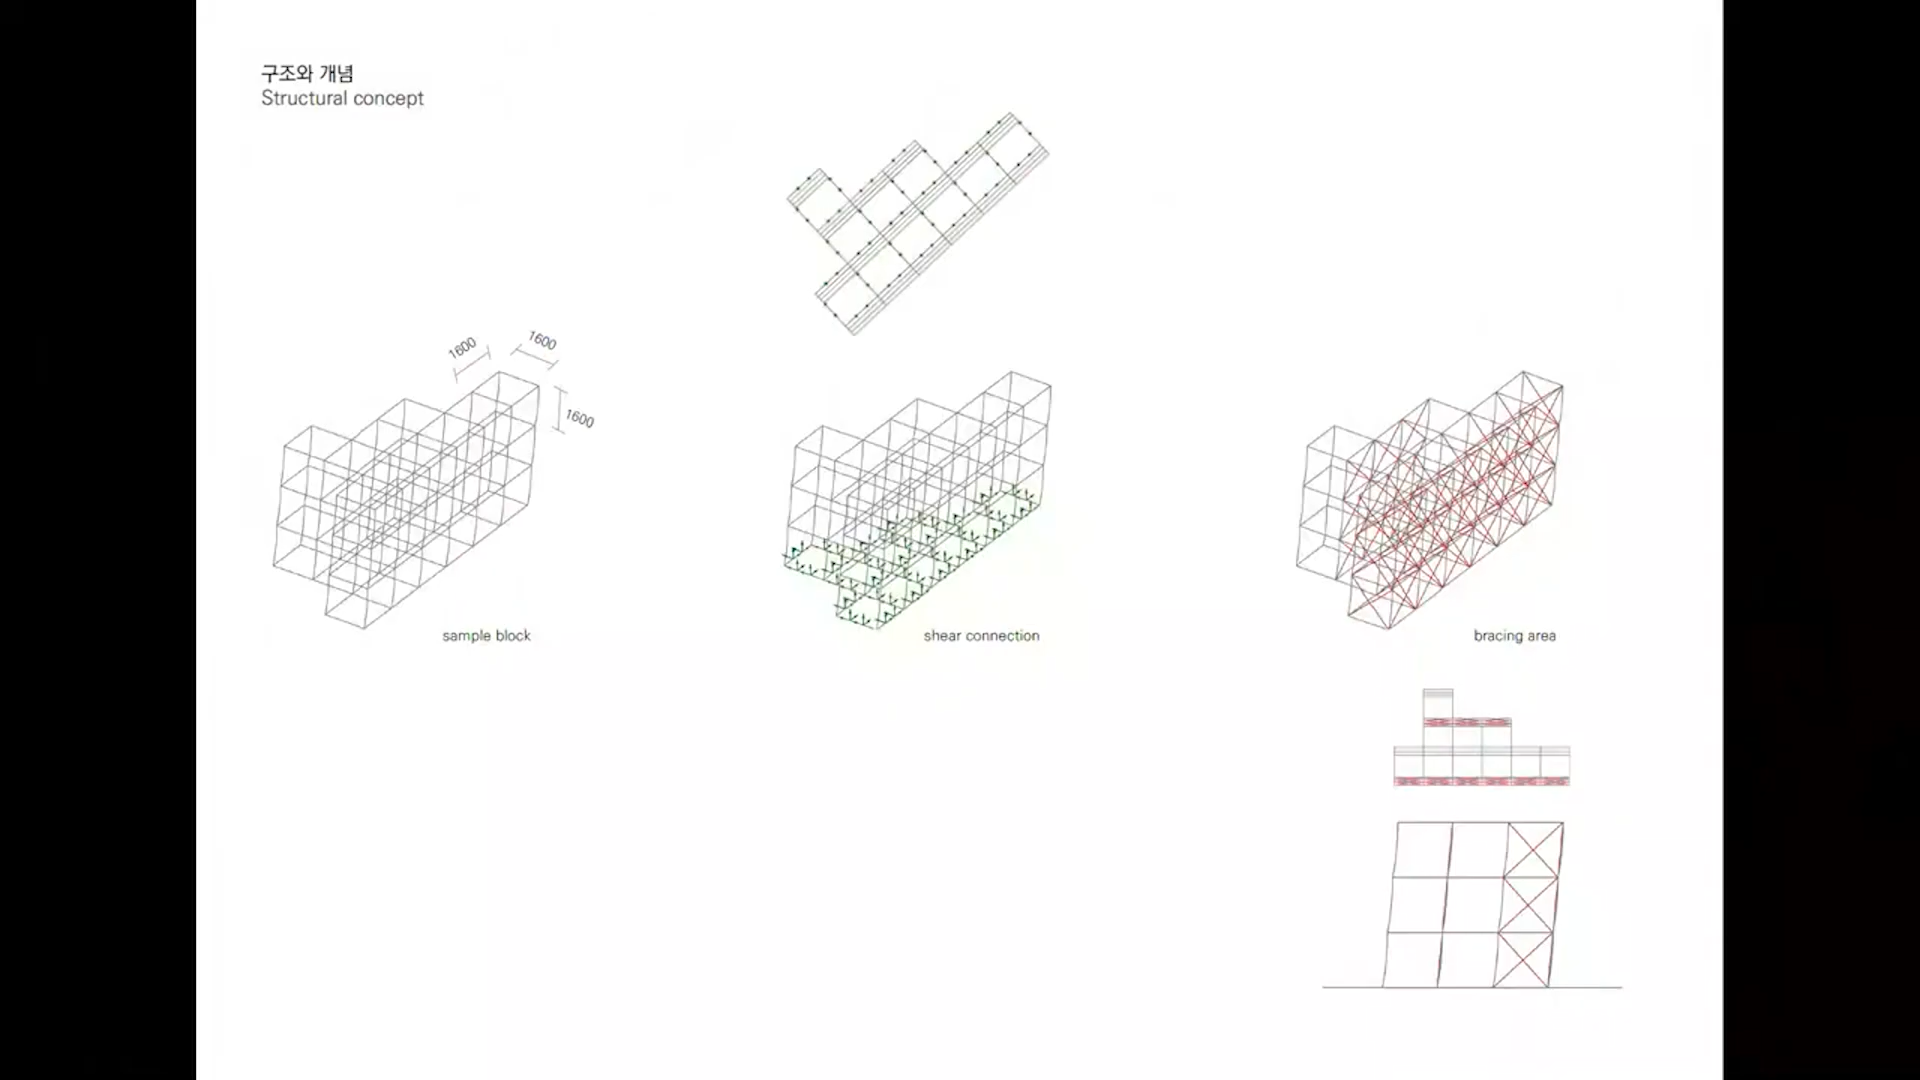 구조와 개념
Structural concept
1600
1600
1600
sample block
shear connection
bracing area